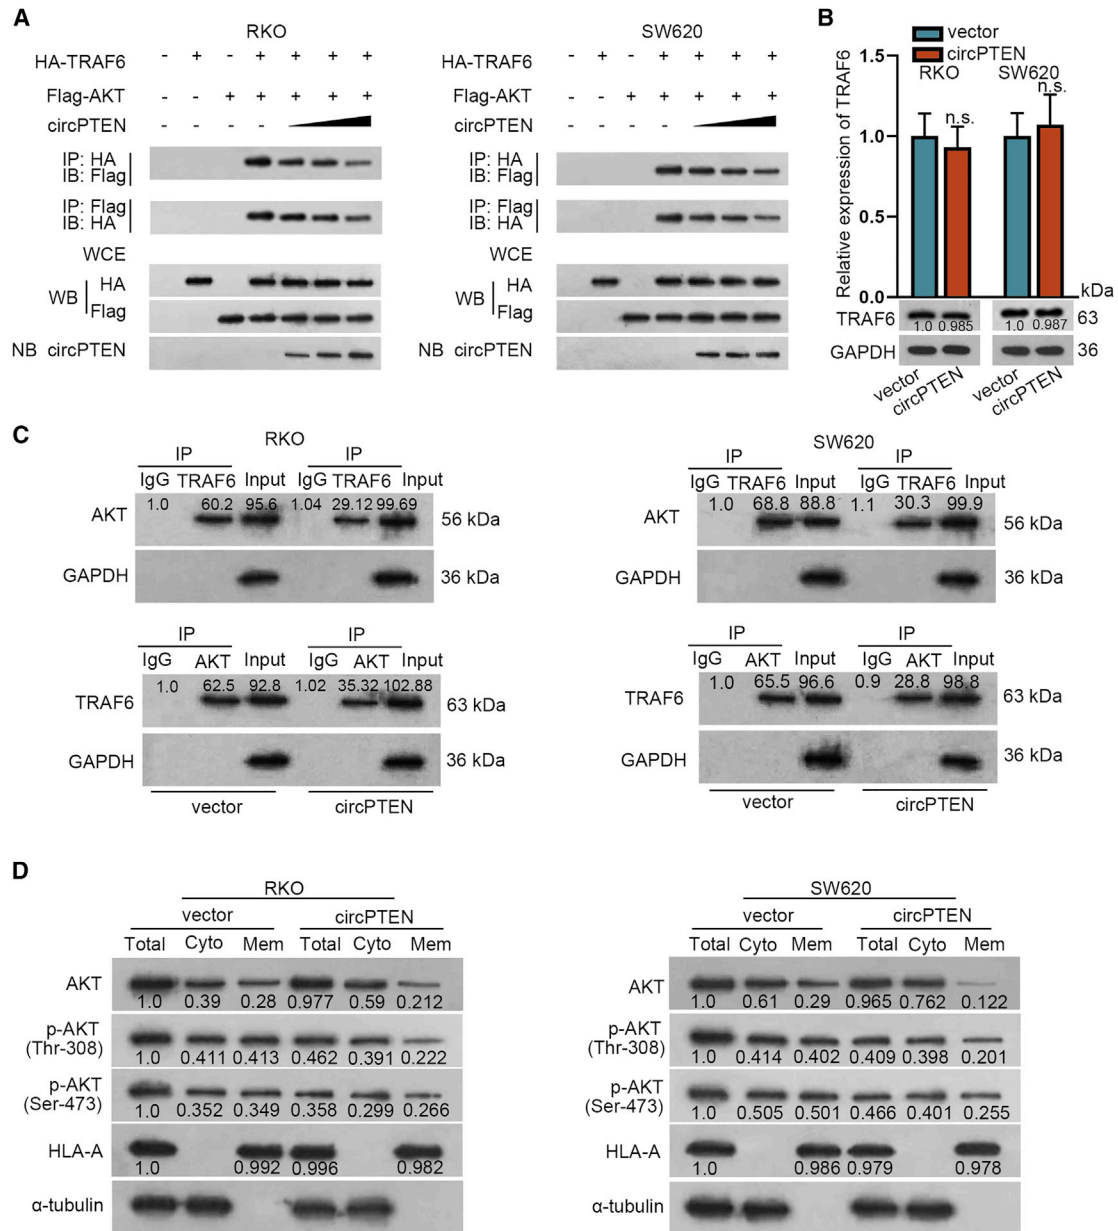 A
RKO
HA-TRAF6 - + - + + + +
Flag-AKT - - + + + + +
circPTEN - - - -
IP: HA
IB: Flag
IP: Flag
IB: HA
WCE
WB HA
Flag
NB circPTEN
SW620
HA-TRAF6 - + - + + + +
Flag-AKT - - + + + + +
circPTEN - - - -
IP: HA
IB: Flag
IP: Flag
IB: HA
WCE
WB HA
Flag
NB circPTEN
B
vector
circPTEN
RKO SW620
n.s. n.s.
Relative expression of TRAF6
1.5
1.0
0.5
0.0
kDa
TRAF6 1.0 0.985 1.0 0.987 63
GAPDH 36
vector circPTEN vector circPTEN
C
RKO
IP IP
IgG TRAF6 Input IgG TRAF6 Input
1.0 60.2 95.6 1.04 29.12 99.69
AKT 56 kDa
GAPDH 36 kDa
IP IP
IgG AKT Input IgG AKT Input
1.0 62.5 92.8 1.02 35.32 102.88
TRAF6 63 kDa
GAPDH 36 kDa
vector circPTEN
SW620
IP IP
IgG TRAF6 Input IgG TRAF6 Input
1.0 68.8 88.8 1.1 30.3 99.9
AKT 56 kDa
GAPDH 36 kDa
IP IP
IgG AKT Input IgG AKT Input
1.0 65.5 96.6 0.9 28.8 98.8
TRAF6 63 kDa
GAPDH 36 kDa
vector circPTEN
D
RKO
vector circPTEN
Total Cyto Mem Total Cyto Mem
AKT
1.0 0.39 0.28 0.977 0.59 0.212
p-AKT
(Thr-308)
1.0 0.411 0.413 0.462 0.391 0.222
p-AKT
(Ser-473)
1.0 0.352 0.349 0.358 0.299 0.266
HLA-A
1.0 0.992 0.996 0.982
α-tubulin
SW620
vector circPTEN
Total Cyto Mem Total Cyto Mem
AKT
1.0 0.61 0.29 0.965 0.762 0.122
p-AKT
(Thr-308)
1.0 0.414 0.402 0.409 0.398 0.201
p-AKT
(Ser-473)
1.0 0.505 0.501 0.466 0.401 0.255
HLA-A
1.0 0.986 0.979 0.978
α-tubulin